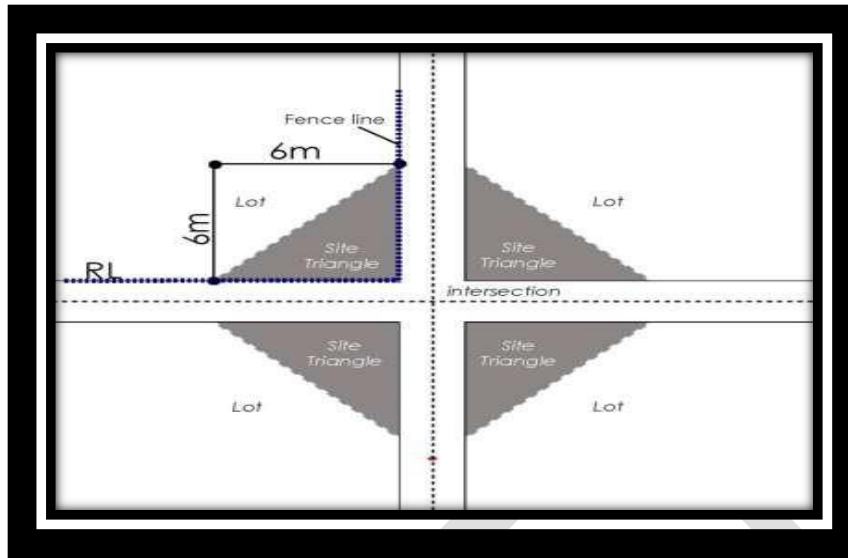 Fence line
6m
Lot
Lot
6m
Site
Triangle
Site
Triangle
RL
intersection
Site
Triangle
Site
Triangle
Lot
Lot